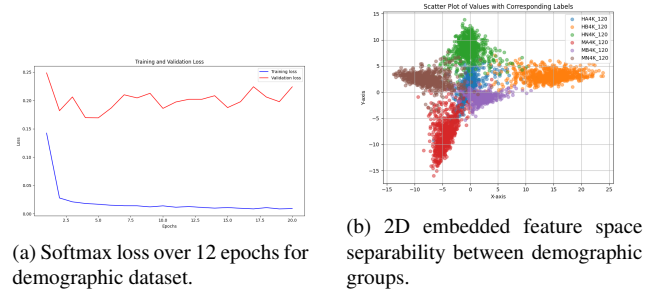 Training and Validation Loss
Training loss
Validation loss
0.25
0.20
0.15
0.10
0.05
0.00
Loss
2.5 5.0 7.5 10.0 12.5 15.0 17.5 20.0
Epochs
(a) Softmax loss over 12 epochs for
demographic dataset.
Scatter Plot of Values with Corresponding Labels
HA4K_120
HB4K_120
HN4K_120
MA4K_120
MB4K_120
MN4K_120
15
10
5
0
−5
−10
−15
Y-axis
−15 −10 −5 0 5 10 15 20 25
X-axis
(b) 2D embedded feature space
separability between demographic
groups.